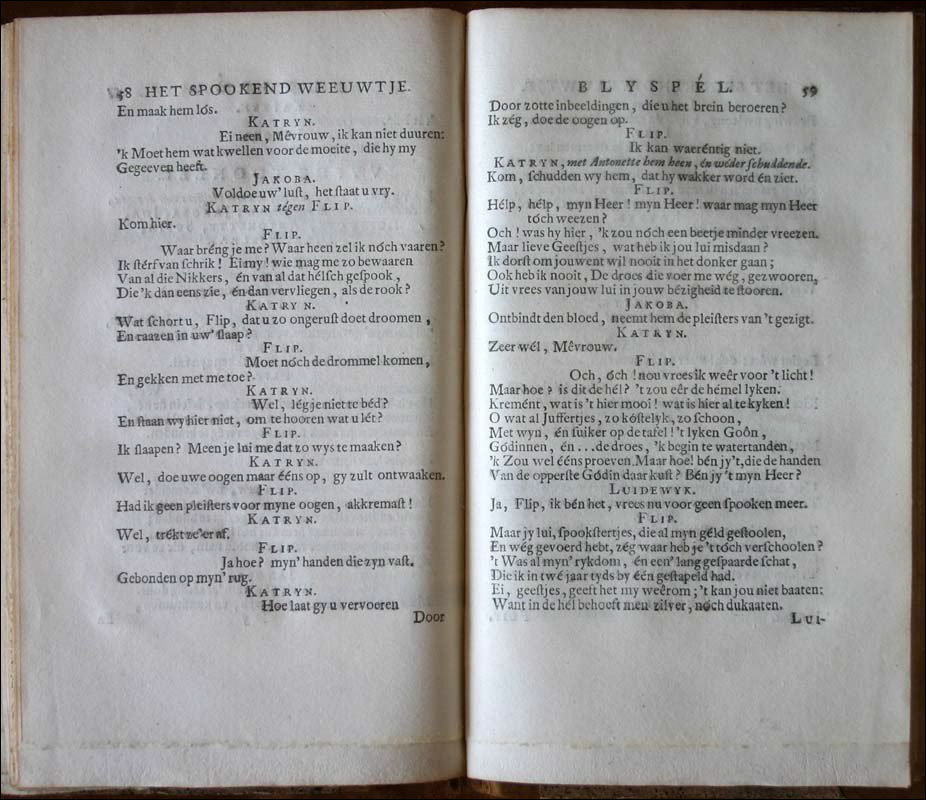 58 HET SPOOKEND WEEUWTJE.
En maak hem lós.
KATRYN.
Ei neen, Mêvrouw, ik kan niet duuren:
'k Moet hem wat kwellen voor de moeite, die hy my
Gegeeven heeft.
JAKOBA.
Voldoe uw' lust, het staat u vry.
KATRYN tégen FLIP.
Kom hier.
FLIP.
Waar bréng je me? Waar heen zel ik nóch vaaren?
Ik stérf van schrik! Ei my! wie mag me zo bewaaren
Van al die Nikkers, én van al dat hélsch gespook,
Die 'k dan eens zie, én dan vervliegen, als de rook?
KATRYN.
Wat schort u, Flip, dat u zo ongerust doet droomen,
En raazen in uw' slaap?
FLIP.
Moet nóch de drommel komen,
En gekken met me toe?
KATRYN.
Wel, lég je niet te béd?
En staan wy hier niet, om te hooren wat u lét?
FLIP.
Ik slaapen? Meen je lui me dat zo wys te maaken?
KATRYN.
Wel, doe uwe oogen maar ééns op, gy zult ontwaaken.
FLIP.
Had ik geen pleisters voor myne oogen, akkremast!
KATRYN.
Wel, trékt ze'er af.
FLIP.
Ja hoe? myn' handen die zyn vast.
Gebonden op myn' rug.
KATRYN.
Hoe laat gy u vervoeren
Door
BLYSPÉL. 59
Door zotte inbeeldingen, die u het brein beroeren?
Ik zég, doe de oogen op.
FLIP.
Ik kan waeréntig niet.
KATRYN, met Antonette hem heen, én wéder schuddende.
Kom, schudden wy hem, dat hy wakker word én ziet.
FLIP.
Hélp, hélp, myn Heer! myn Heer! waar mag myn Heer
tóch weezen?
Och! was hy hier, 'k zou nóch een beetje minder vreezen.
Maar lieve Geestjes, wat heb ik jou lui misdaan?
Ik dorst om jouwent wil nooit in het donker gaan;
Ook heb ik nooit, De droes die voer me wég, gezwooren,
Uit vrees van jouw lui in jouw bézigheid te stooren.
JAKOBA.
Ontbindt den bloed, neemt hem de pleisters van 't gezigt.
KATRYN.
Zeer wél, Mêvrouw.
FLIP.
Och, óch! nou vrees ik weêr voor 't licht!
Maar hoe? is dit de hél? 't zou eêr de hémel lyken.
Kremént, wat is 't hier mooi! wat is hier al te kyken!
O wat al Juffertjes, zo kóstelyk, zo schoon,
Met wyn, én suiker op de tafel! 't lyken Goôn,
Gódinnen, én... de droes, 'k begin te watertanden,
'k Zou wel ééns proeven. Maar hoe! bén jy't, die de handen
Van de opperste Gódin daar kust? Bén jy 't myn Heer?
LUIDEWYK.
Ja, Flip, ik bén het, vrees nu voor geen spooken meer.
FLIP.
Maar jy lui, spookstertjes, die al myn géld gestoolen,
En wég gevoerd hebt, zég waar heb je 't tóch verschoolen?
't Was al myn' rykdom, én een' lang gespaarde schat,
Die ik in twé jaar tyds by één gestapeld had.
Ei, geestjes, geeft het my weêrom; 't kan jou niet baaten:
Want in de hél behoeft men zilver, nóch dukaaten.
Lui-